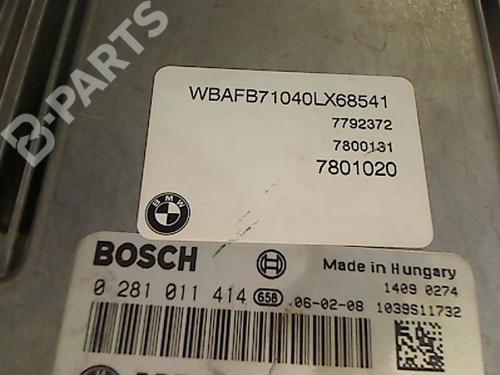 B-PARTS
WBAFB71040LX68541
7792372
7800131
7801020
BMW
BOSCH
Made in Hungary
0 281 011 414 658 06-02-08
1409 0274
1039S11732